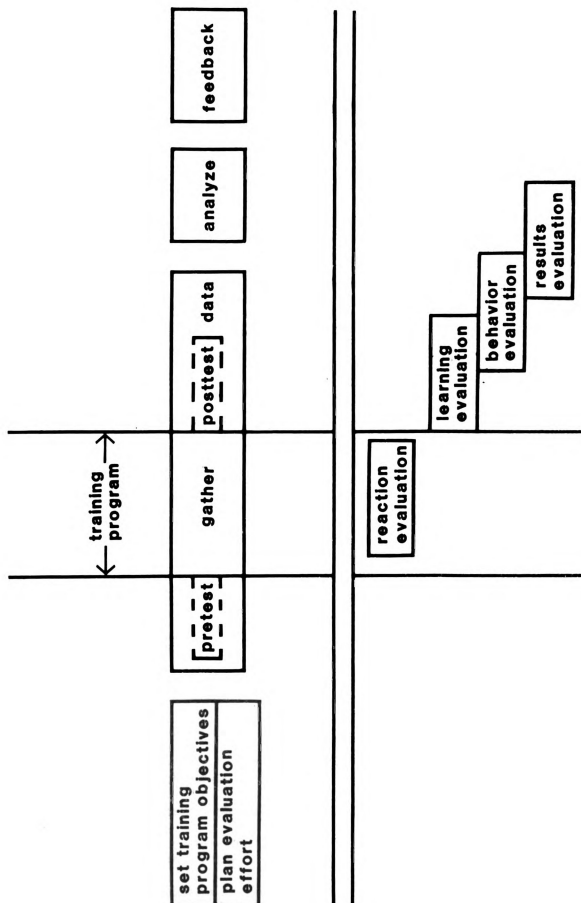 training
program
set training
program objectives
plan evaluation
effort
[pretest]
gather
[posttest]
data
analyze
feedback
reaction
evaluation
learning
evaluation
behavior
evaluation
results
evaluation